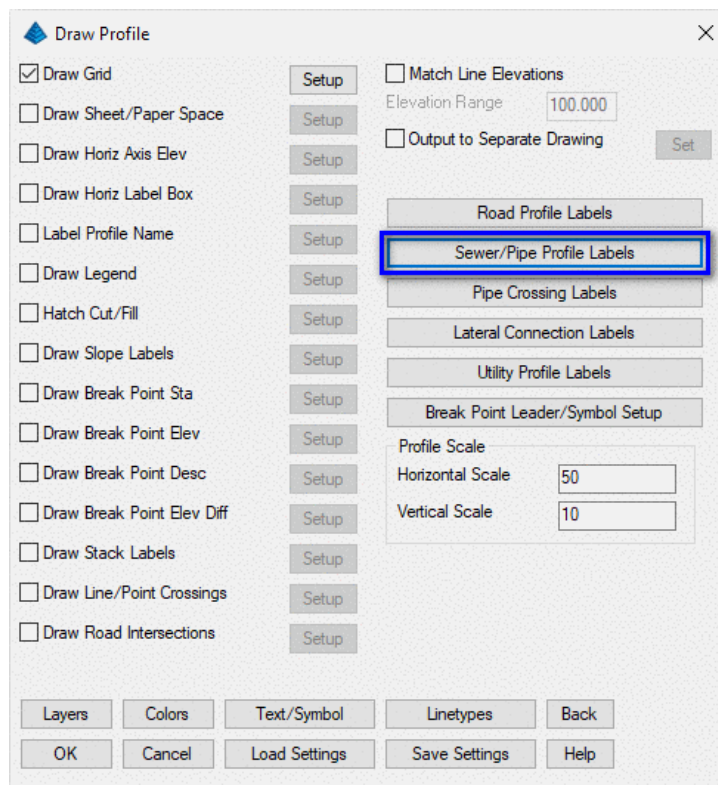 Draw Profile
Draw Grid
Setup
Draw Sheet/Paper Space
Setup
Draw Horiz Axis Elev
Setup
Draw Horiz Label Box
Setup
Label Profile Name
Setup
Draw Legend
Setup
Hatch Cut/Fill
Setup
Draw Slope Labels
Setup
Draw Break Point Sta
Setup
Draw Break Point Elev
Setup
Draw Break Point Desc
Setup
Draw Break Point Elev Diff
Setup
Draw Stack Labels
Setup
Draw Line/Point Crossings
Setup
Draw Road Intersections
Setup
Match Line Elevations
Elevation Range 100.000
Output to Separate Drawing
Set
Road Profile Labels
Sewer/Pipe Profile Labels
Pipe Crossing Labels
Lateral Connection Labels
Utility Profile Labels
Break Point Leader/Symbol Setup
Profile Scale
Horizontal Scale 50
Vertical Scale 10
Layers Colors Text/Symbol Linetypes Back
OK Cancel Load Settings Save Settings Help